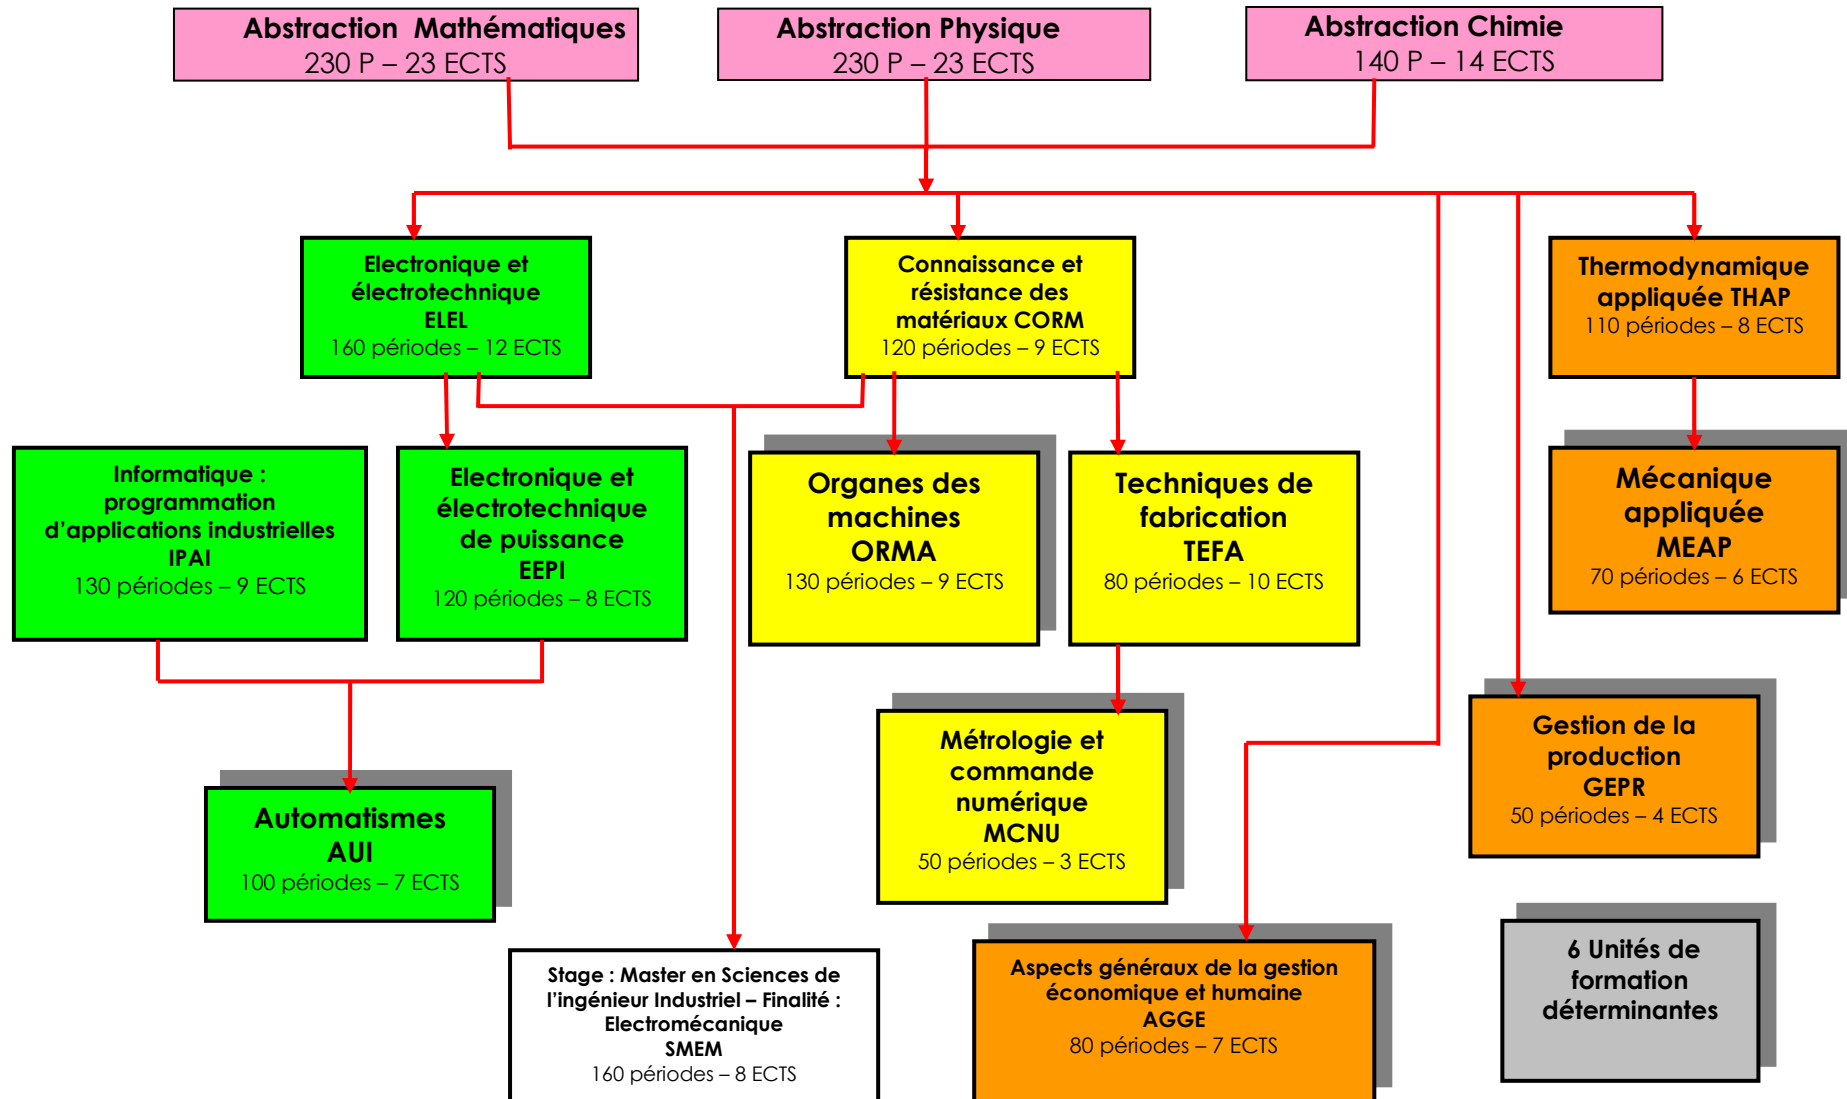 Abstraction  Mathématiques
230 P – 23 ECTS
Abstraction Physique
230 P – 23 ECTS
Abstraction Chimie
140 P – 14 ECTS
Electronique et
électrotechnique
ELEL
160 périodes – 12 ECTS
Connaissance et
résistance des
matériaux CORM
120 périodes – 9 ECTS
Thermodynamique
appliquée THAP
110 périodes – 8 ECTS
Informatique :
programmation
d’applications industrielles
IPAI
130 périodes – 9 ECTS
Electronique et
électrotechnique
de puissance
EEPI
120 périodes – 8 ECTS
Organes des
machines
ORMA
130 périodes – 9 ECTS
Techniques de
fabrication
TEFA
80 périodes – 10 ECTS
Mécanique
appliquée
MEAP
70 périodes – 6 ECTS
Métrologie et
commande
numérique
MCNU
50 périodes – 3 ECTS
Gestion de la
production
GEPR
50 périodes – 4 ECTS
Automatismes
AUI
100 périodes – 7 ECTS
Stage : Master en Sciences de
l’ingénieur Industriel – Finalité :
Electromécanique
SMEM
160 périodes – 8 ECTS
Aspects généraux de la gestion
économique et humaine
AGGE
80 périodes – 7 ECTS
6 Unités de
formation
déterminantes